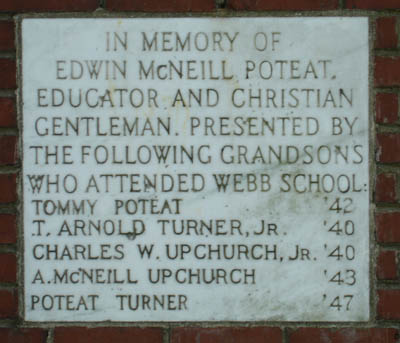 IN MEMORY OF
EDWIN McNEILL POTEAT.
EDUCATOR AND CHRISTIAN
GENTLEMAN. PRESENTED BY
THE FOLLOWING GRANDSONS
WHO ATTENDED WEBB SCHOOL:
TOMMY POTEAT '42
T. ARNOLD TURNER, Jr. '40
CHARLES W. UPCHURCH, Jr. '40
A. McNEILL UPCHURCH '43
POTEAT TURNER '47